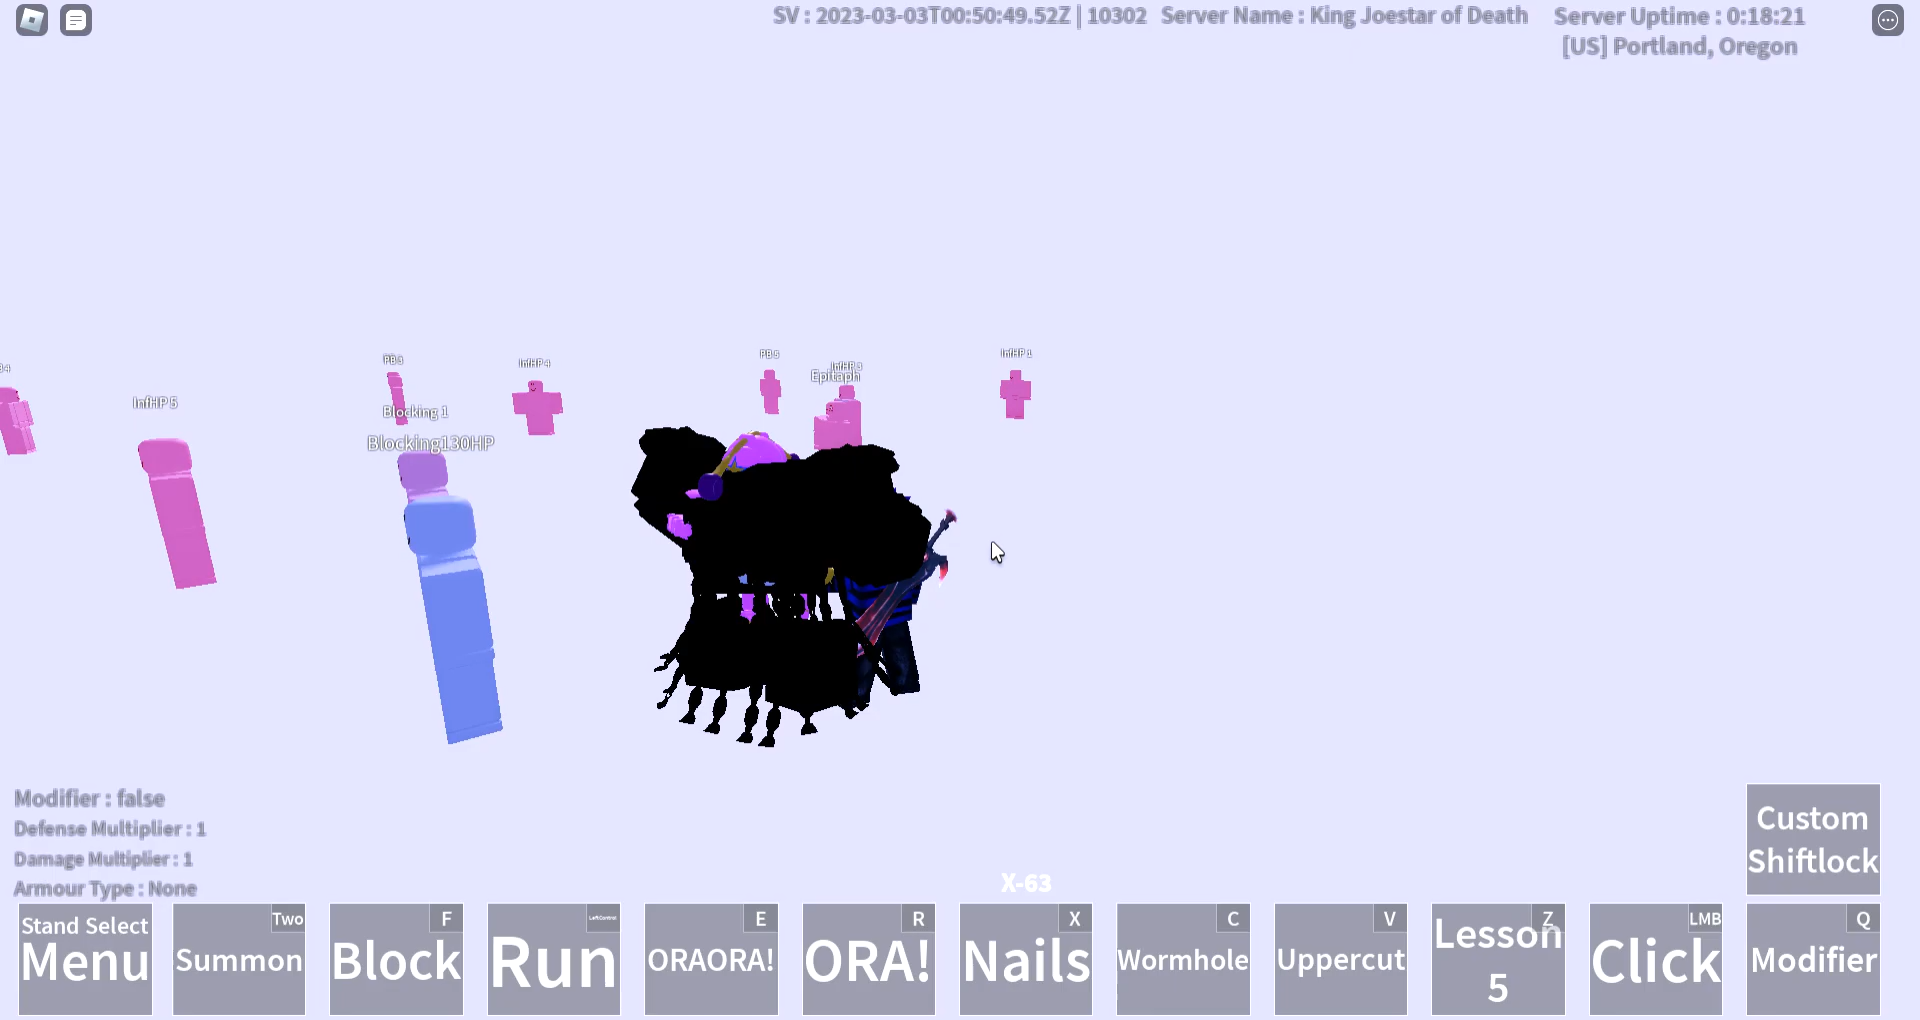 SV : 2023-03-03T00:50:49.52Z | 10302 Server Name : King Joestar of Death Server Uptime : 0:18:21
[US] Portland, Oregon
PB 3
InfHP 4
PB 5
InfHP 3
InfHP 1
Epitaph
InfHP 5
Blocking 1
Blocking130HP
Modifier : false
Defense Multiplier : 1
Damage Multiplier : 1
Armour Type : None
Custom
Shiftlock
X-63
Stand Select
Menu
Two
Summon
F
Block
LeftControl
Run
E
ORAORA!
R
ORA!
X
Nails
C
Wormhole
V
Uppercut
Z
Lesson
5
LMB
Click
Q
Modifier